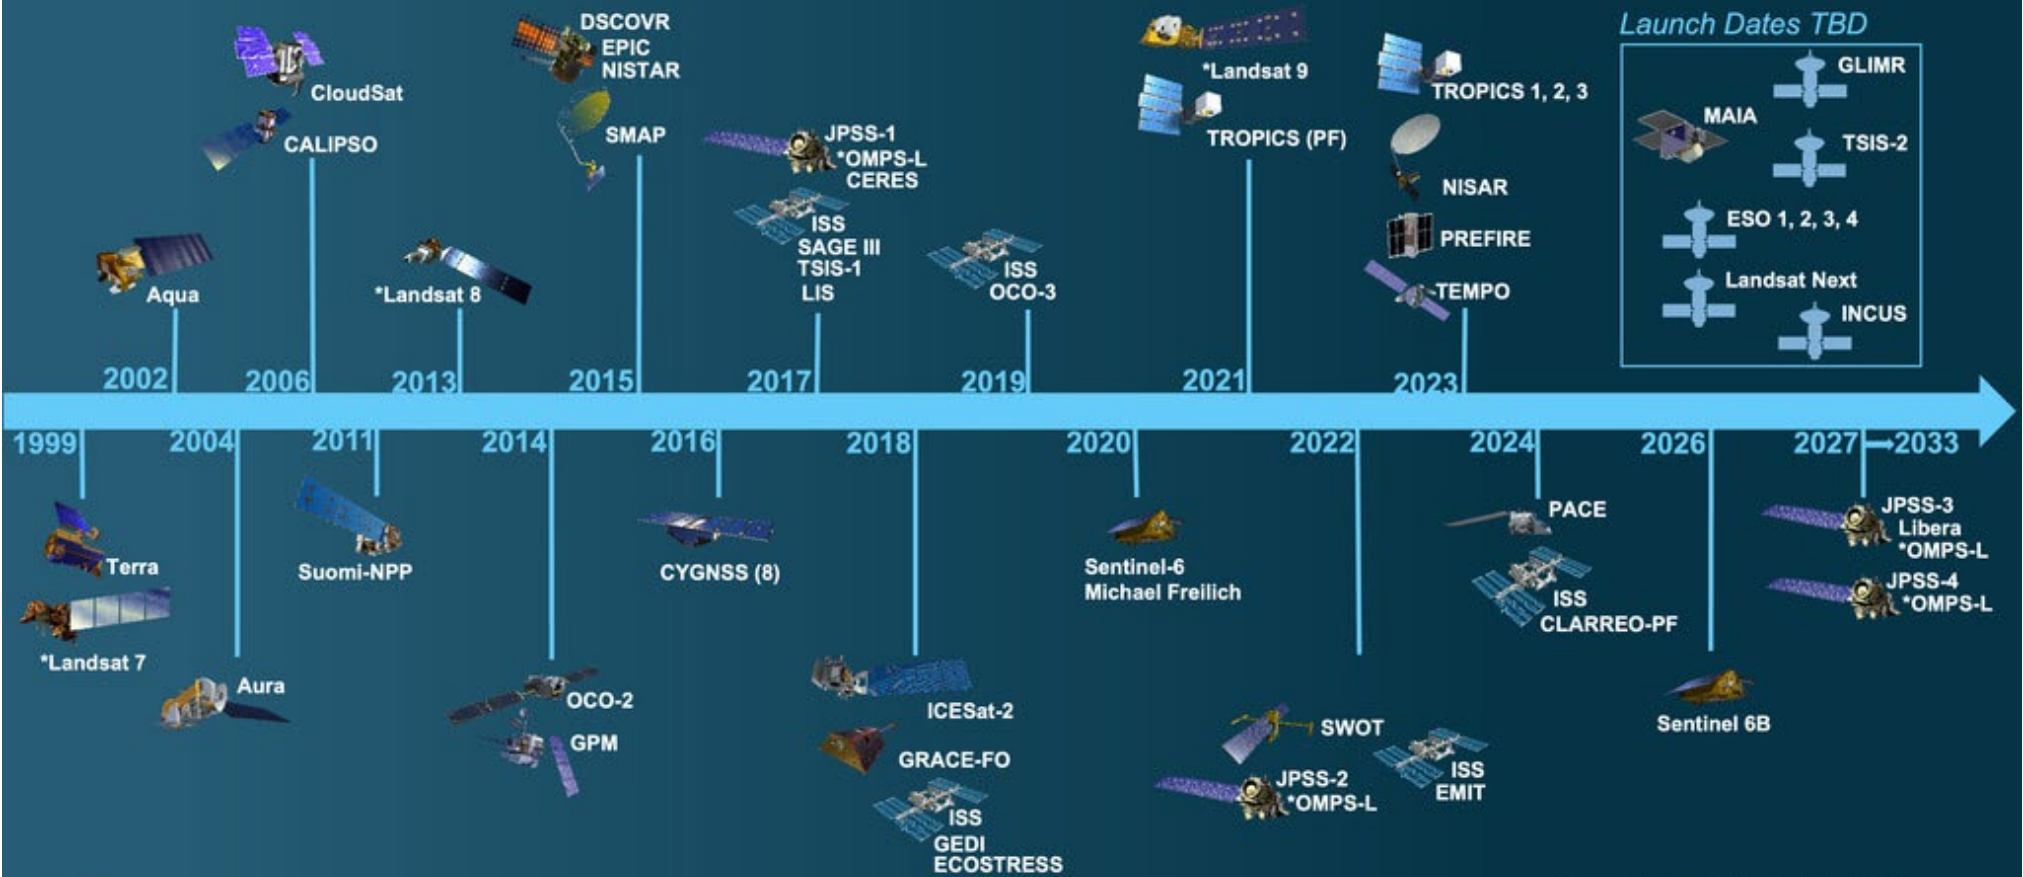 Launch Dates TBD
GLIMR
MAIA
TSIS-2
ESO 1, 2, 3, 4
Landsat Next
INCUS
CloudSat
CALIPSO
DSCOVR
EPIC
NISTAR
SMAP
JPSS-1
*OMPS-L
CERES
ISS
SAGE III
TSIS-1
LIS
*Landsat 9
TROPICS (PF)
TROPICS 1, 2, 3
NISAR
PREFIRE
TEMPO
Aqua
*Landsat 8
ISS
OCO-3
2002
2006
2013
2015
2017
2019
2021
2023
1999
2004
2011
2014
2016
2018
2020
2022
2024
2026
2027
2033
Terra
*Landsat 7
Aura
Suomi-NPP
OCO-2
GPM
CYGNSS (8)
ICESat-2
GRACE-FO
ISS
GEDI
ECOSTRESS
Sentinel-6
Michael Freilich
SWOT
JPSS-2
*OMPS-L
ISS
EMIT
PACE
ISS
CLARREO-PF
Sentinel 6B
JPSS-3
Libera
*OMPS-L
JPSS-4
*OMPS-L